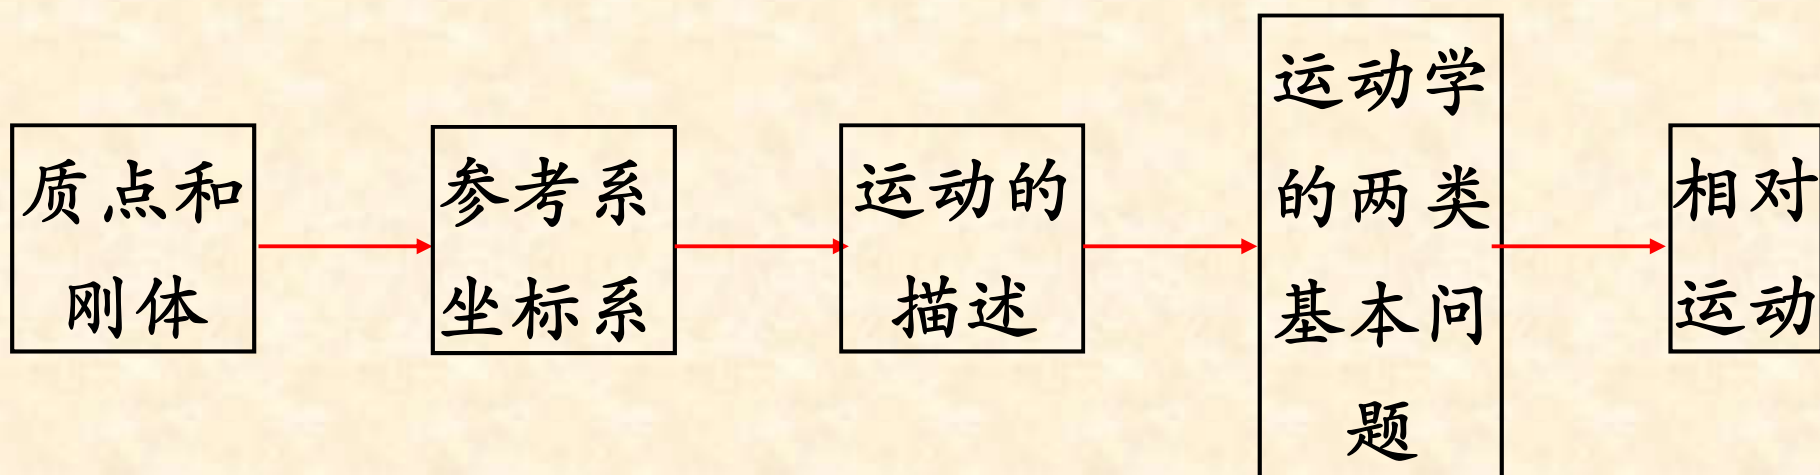 质点和
刚体
参考系
坐标系
运动的
描述
运动学
的两类
基本问
题
相对
运动